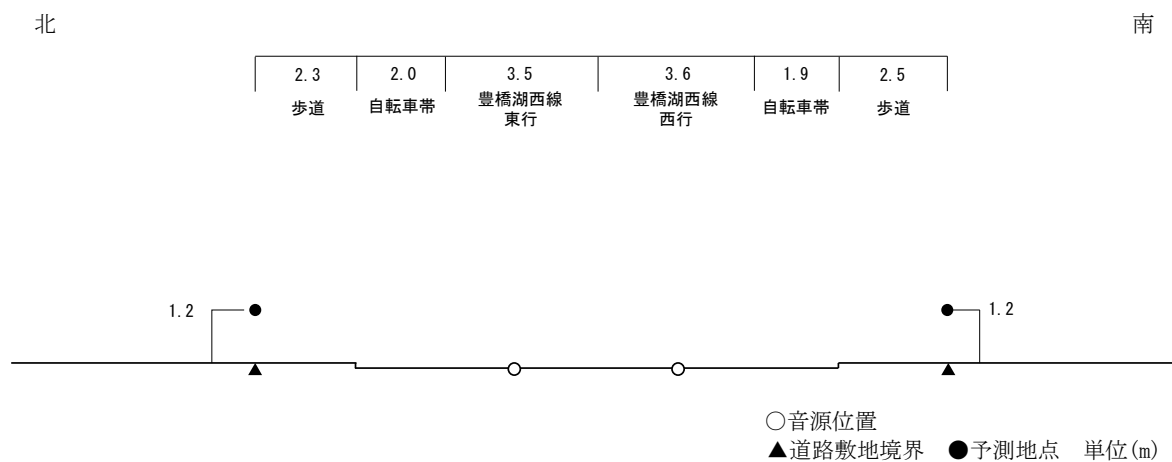 北
南
2.3
2.0
3.5
3.6
1.9
2.5
歩道
自転車帯
豊橋湖西線
東行
豊橋湖西線
西行
自転車帯
歩道
1.2
1.2
○音源位置
▲道路敷地境界 ●予測地点 単位(m)